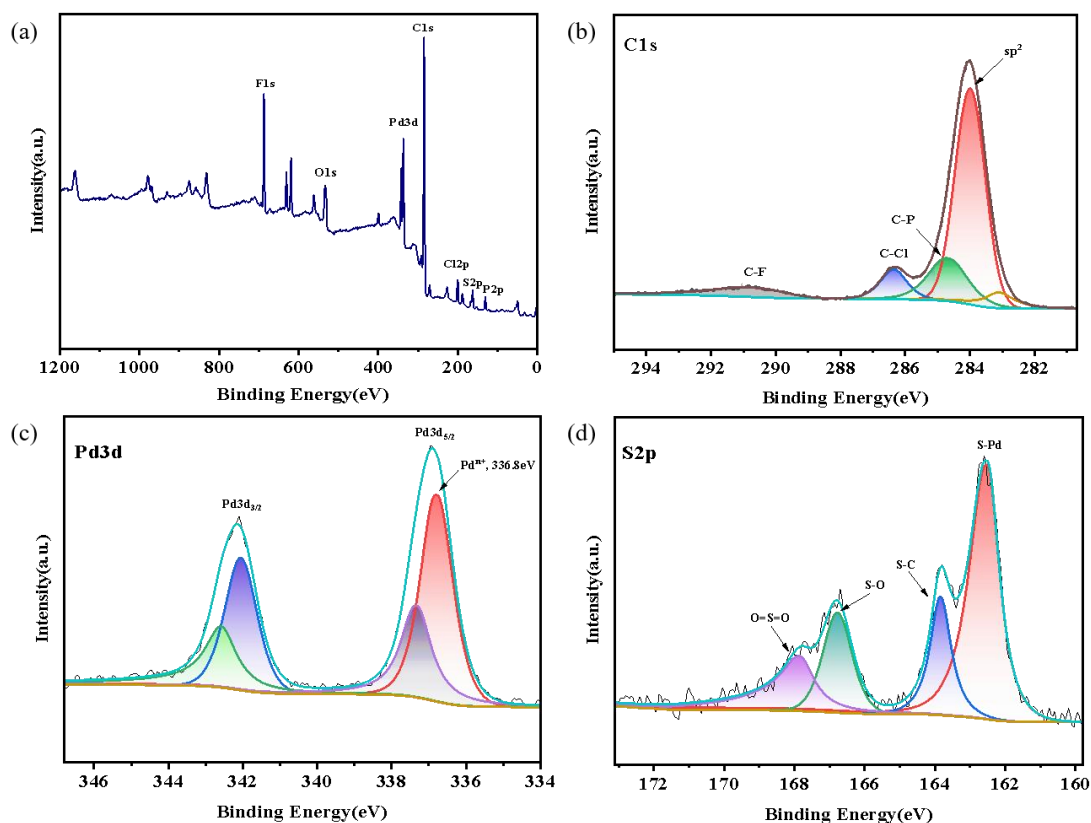 (a)
C1s
F1s
Pd3d
O1s
Cl2p
S2p
P2p
Intensity(a.u.)
1200 1000 800 600 400 200 0
Binding Energy(eV)
(b)
C1s
sp²
C-P
C-Cl
C-F
Intensity(a.u.)
294 292 290 288 286 284 282
Binding Energy(eV)
(c)
Pd3d
Pd3d5/2
Pdⁿ⁺, 336.8eV
Pd3d3/2
Intensity(a.u.)
346 344 342 340 338 336 334
Binding Energy(eV)
(d)
S2p
S-Pd
S-C
S-O
O=S=O
Intensity(a.u.)
172 170 168 166 164 162 160
Binding Energy(eV)